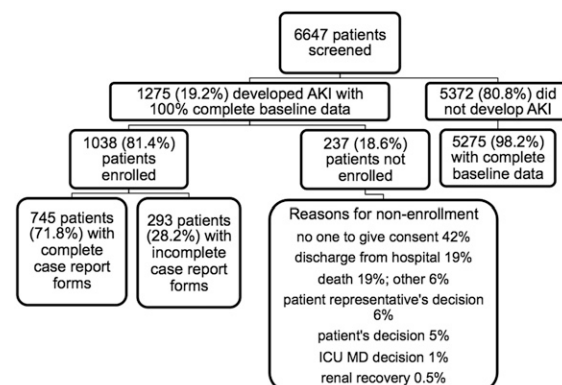 6647 patients
screened
1275 (19.2%) developed AKI with
100% complete baseline data
5372 (80.8%) did
not develop AKI
1038 (81.4%)
patients
enrolled
237 (18.6%)
patients not
enrolled
5275 (98.2%)
with complete
baseline data
745 patients
(71.8%) with
complete
case report
forms
293 patients
(28.2%) with
incomplete
case report
forms
Reasons for non-enrollment
no one to give consent 42%
discharge from hospital 19%
death 19%; other 6%
patient representative's decision
6%
patient's decision 5%
ICU MD decision 1%
renal recovery 0.5%